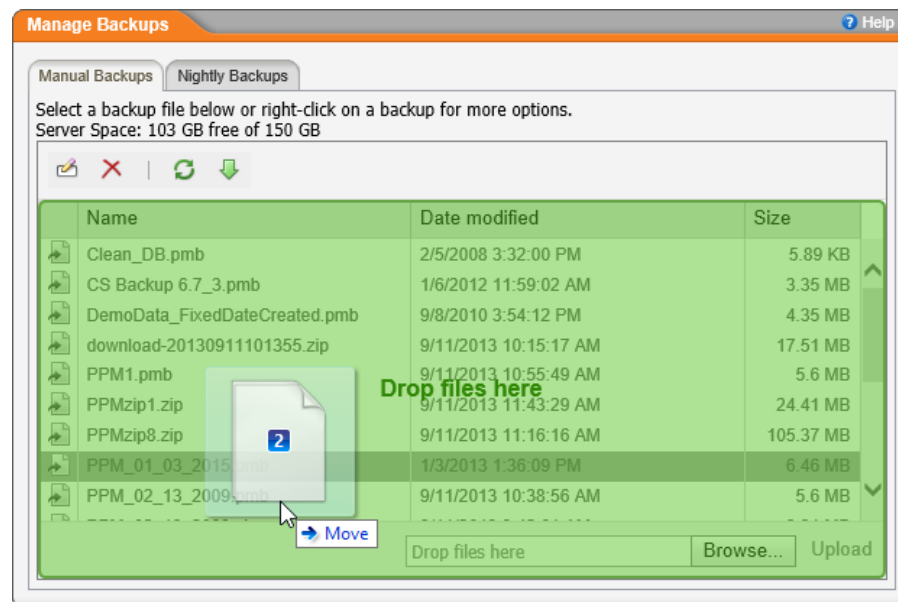 Manage Backups Help
Manual Backups Nightly Backups
Select a backup file below or right-click on a backup for more options.
Server Space: 103 GB free of 150 GB
Name Date modified Size
Clean_DB.pmb 2/5/2008 3:32:00 PM 5.89 KB
CS Backup 6.7_3.pmb 1/6/2012 11:59:02 AM 3.35 MB
DemoData_FixedDateCreated.pmb 9/8/2010 3:54:12 PM 4.35 MB
download-20130911101355.zip 9/11/2013 10:15:17 AM 17.51 MB
PPM1.pmb 9/11/2013 10:55:49 AM 5.6 MB
Drop files here
PPMzip1.zip 9/11/2013 11:43:29 AM 24.41 MB
PPMzip8.zip 9/11/2013 11:16:16 AM 105.37 MB
2
PPM_01_03_2015.pmb 1/3/2013 1:36:09 PM 6.46 MB
PPM_02_13_2009.pmb 9/11/2013 10:38:56 AM 5.6 MB
Move
Drop files here Browse... Upload